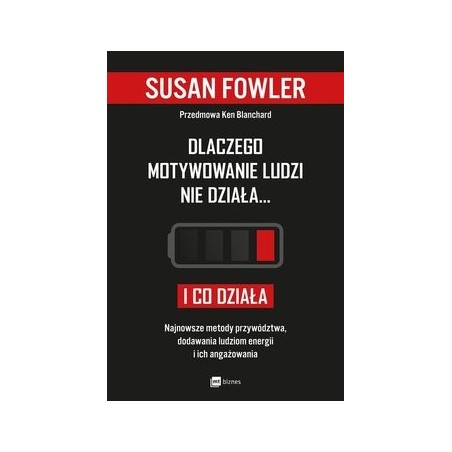 SUSAN FOWLER
Przedmowa Ken Blanchard
DLACZEGO
MOTYWOWANIE LUDZI
NIE DZIAŁA...
I CO DZIAŁA
Najnowsze metody przywództwa,
dodawania ludziom energii
i ich angażowania
mt biznes